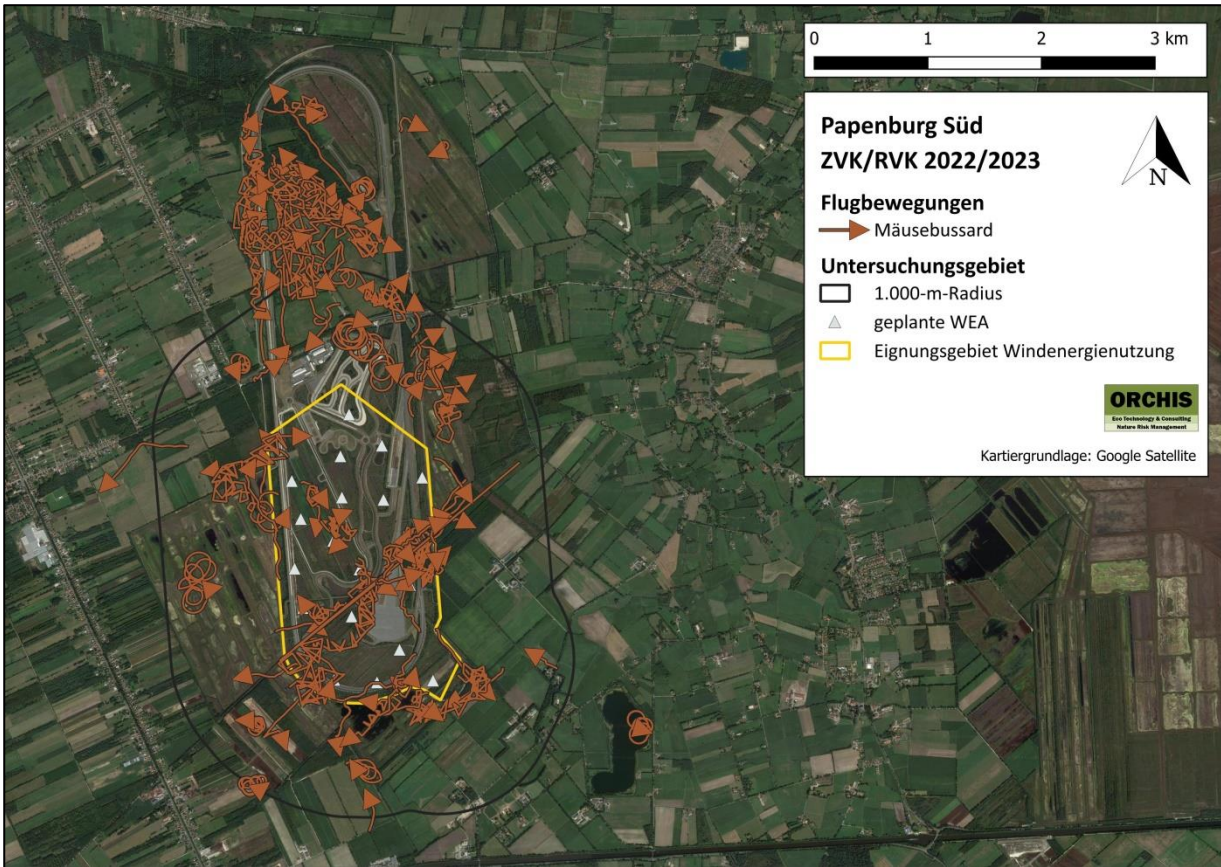 0 1 2 3 km
Papenburg Süd
ZVK/RVK 2022/2023
N
Flugbewegungen
Mäusebussard
Untersuchungsgebiet
1.000-m-Radius
geplante WEA
Eignungsgebiet Windenergienutzung
ORCHIS
Eco Technology & Consulting
Nature Risk Management
Kartiergrundlage: Google Satellite